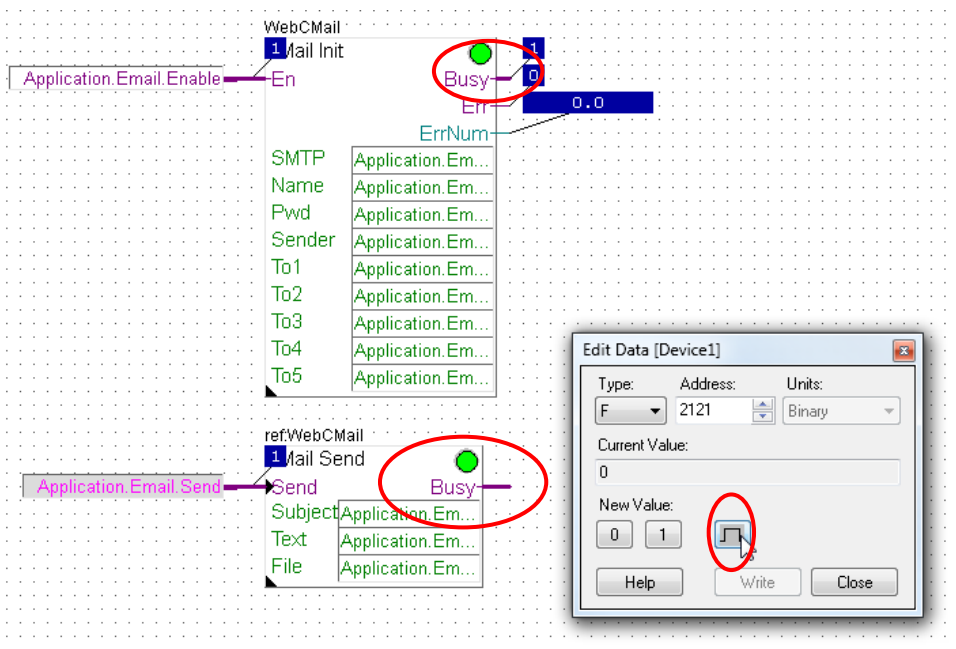 WebCMail
1 Mail Init 1
Application.Email.Enable En Busy 0
Err 0.0
ErrNum
SMTP Application.Em...
Name Application.Em...
Pwd Application.Em...
Sender Application.Em...
To1 Application.Em...
To2 Application.Em...
To3 Application.Em...
To4 Application.Em...
To5 Application.Em...
ref:WebCMail
1 Mail Send
Application.Email.Send Send Busy
Subject Application.Em...
Text Application.Em...
File Application.Em...
Edit Data [Device1]
Type: Address: Units:
F 2121 Binary
Current Value:
0
New Value:
0 1
Help Write Close